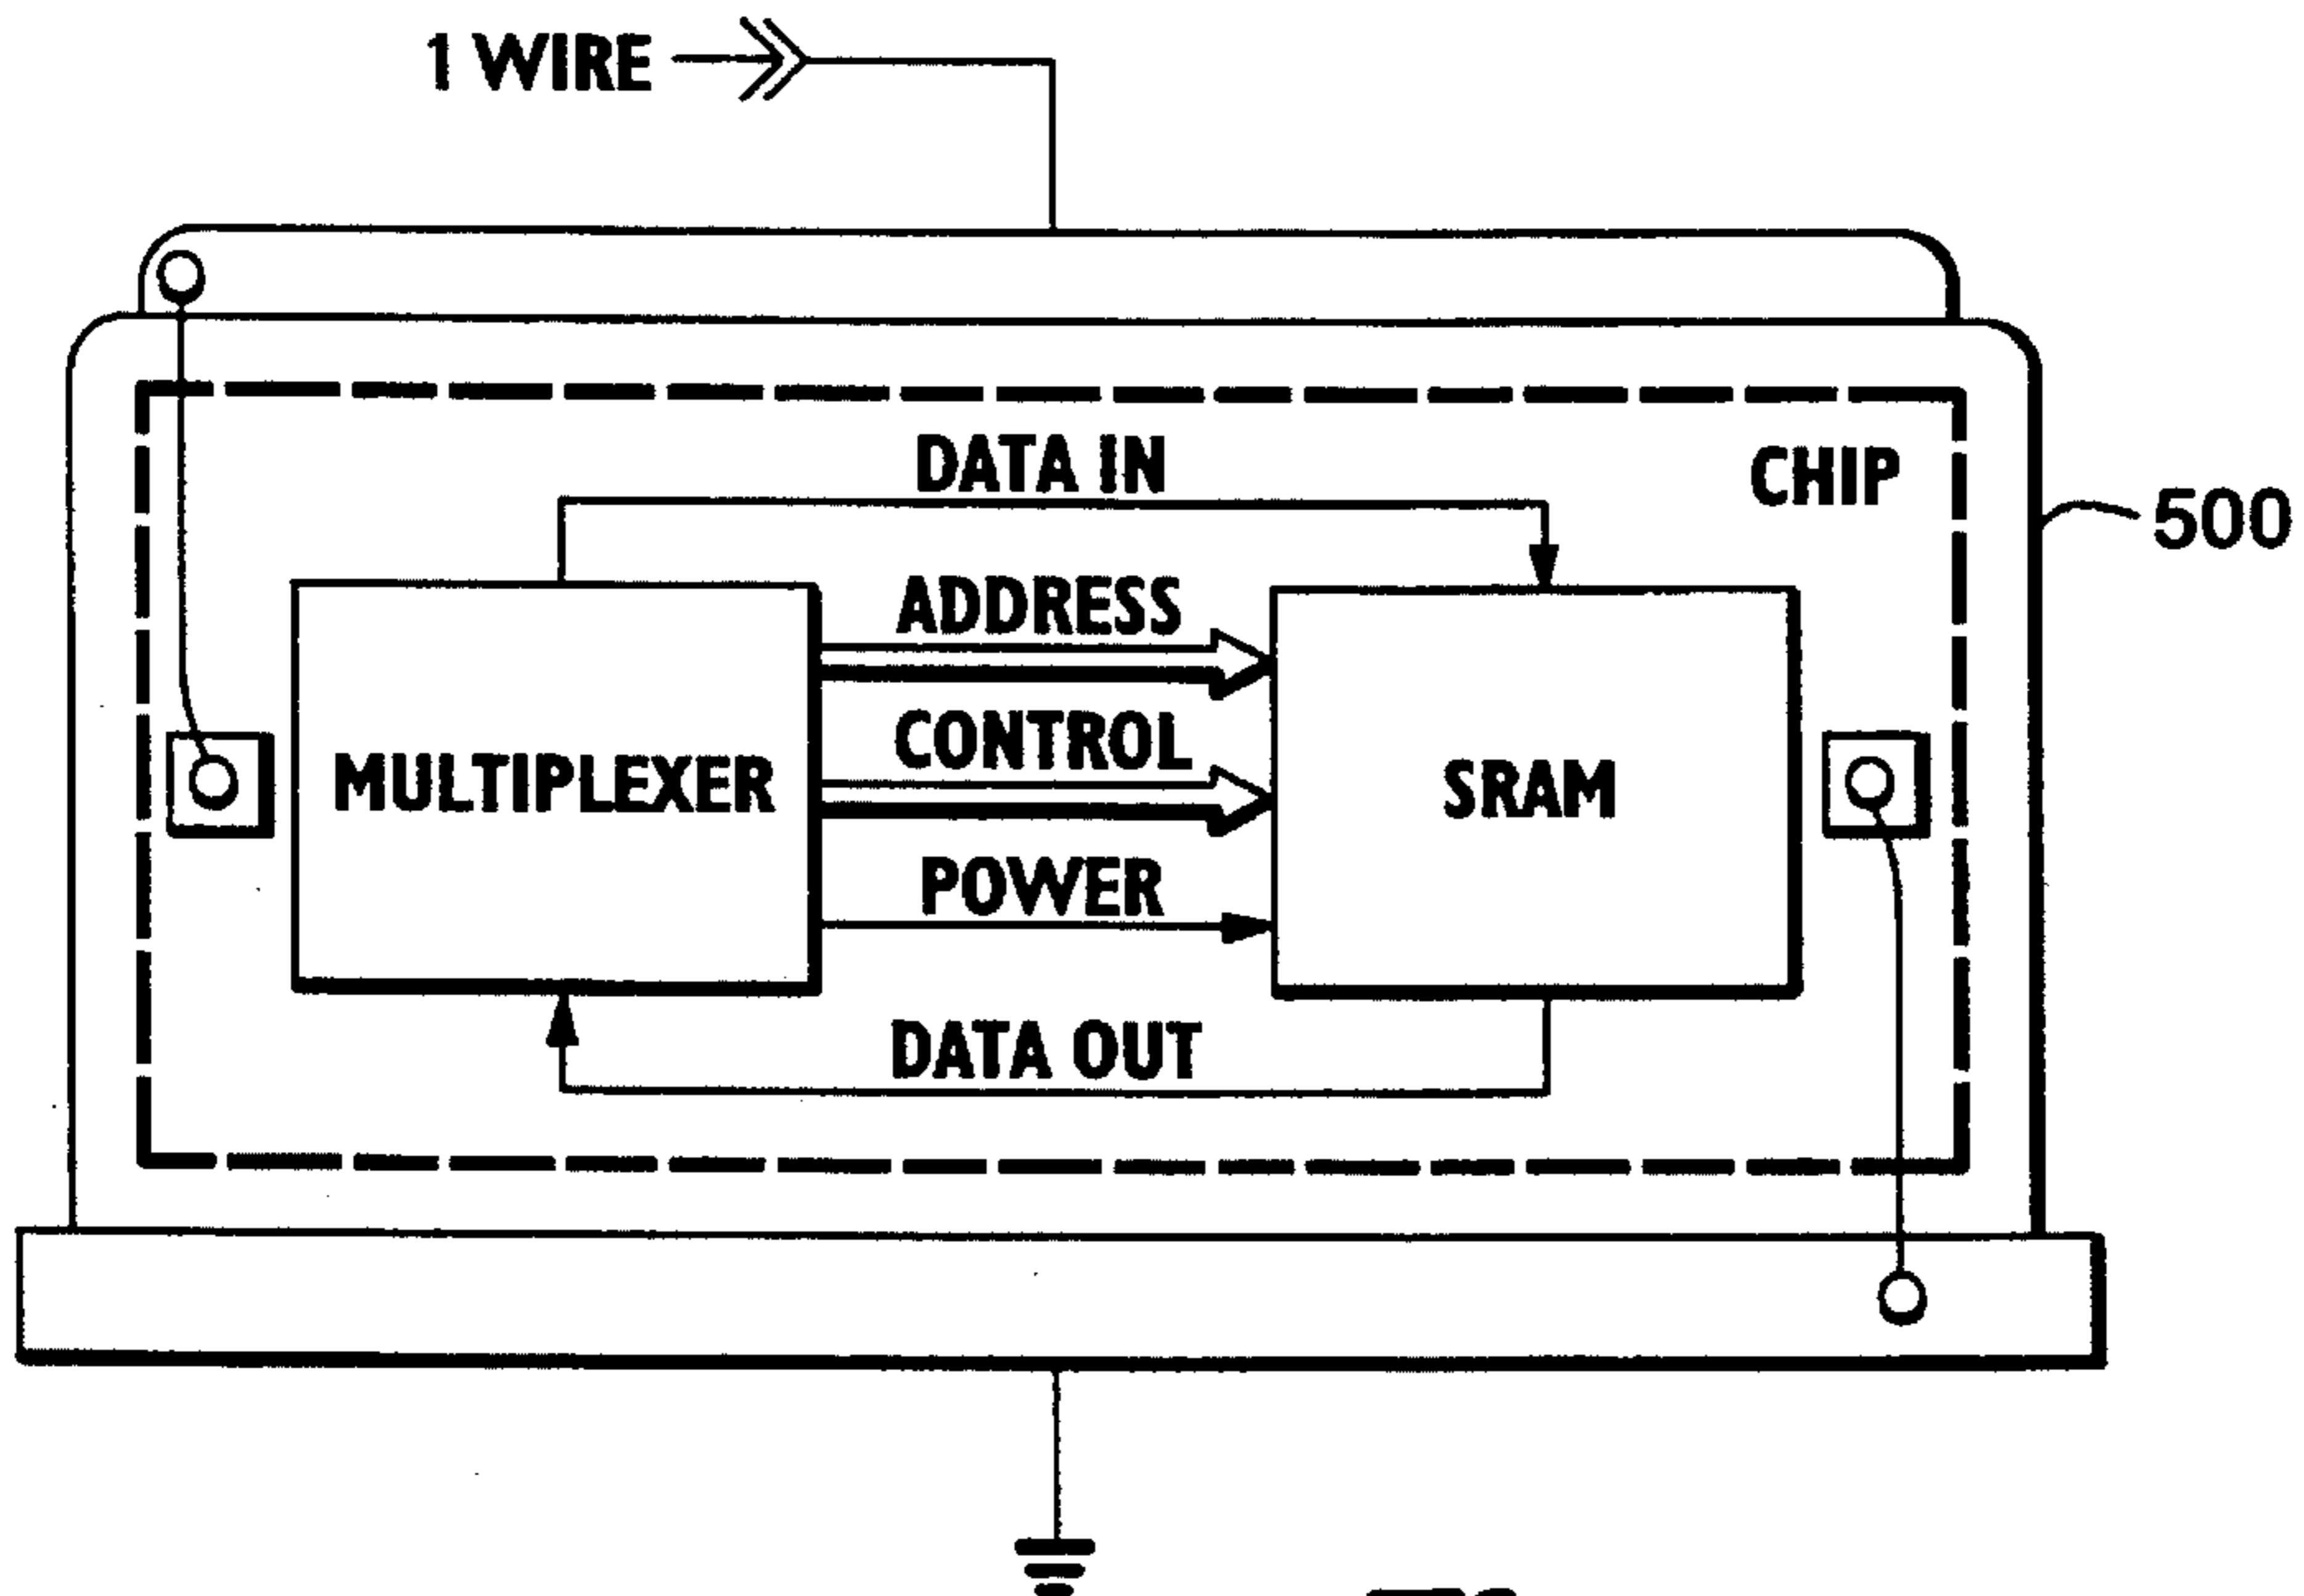 1 WIRE
DATA IN
CHIP
500
ADDRESS
CONTROL
MULTIPLEXER
SRAM
POWER
DATA OUT